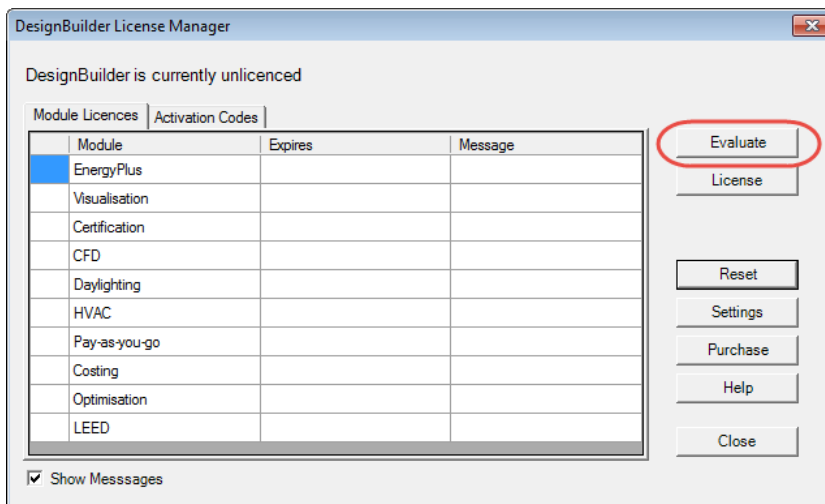 DesignBuilder License Manager
DesignBuilder is currently unlicenced
Module Licences Activation Codes
Module Expires Message
EnergyPlus
Visualisation
Certification
CFD
Daylighting
HVAC
Pay-as-you-go
Costing
Optimisation
LEED
Evaluate
License
Reset
Settings
Purchase
Help
Close
Show Messsages